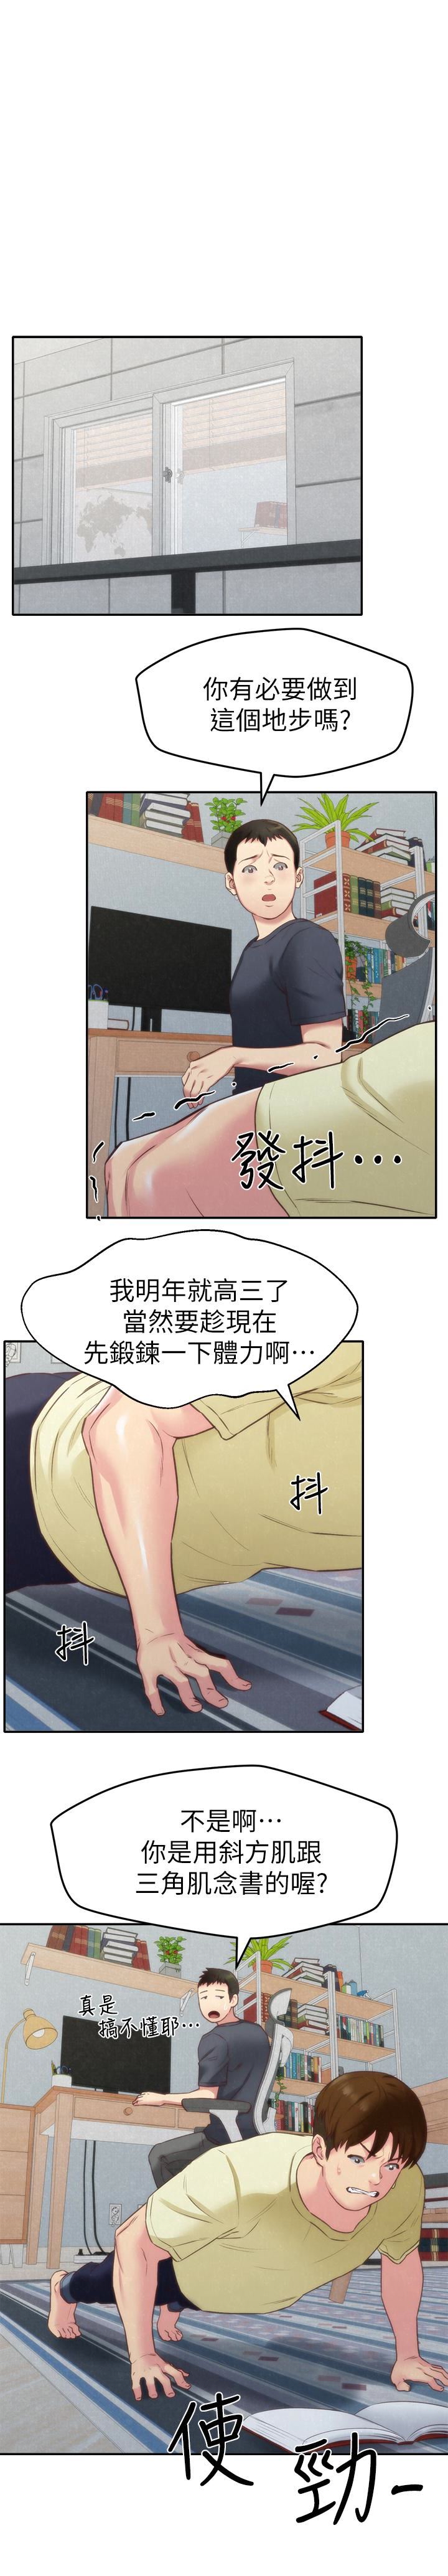 你有必要做到
這個地步嗎?
發抖…
我明年就高三了
當然要趁現在
先鍛鍊一下體力啊…
抖
抖
不是啊…
你是用斜方肌跟
三角肌念書的喔?
真是
搞不懂耶…
使勁-